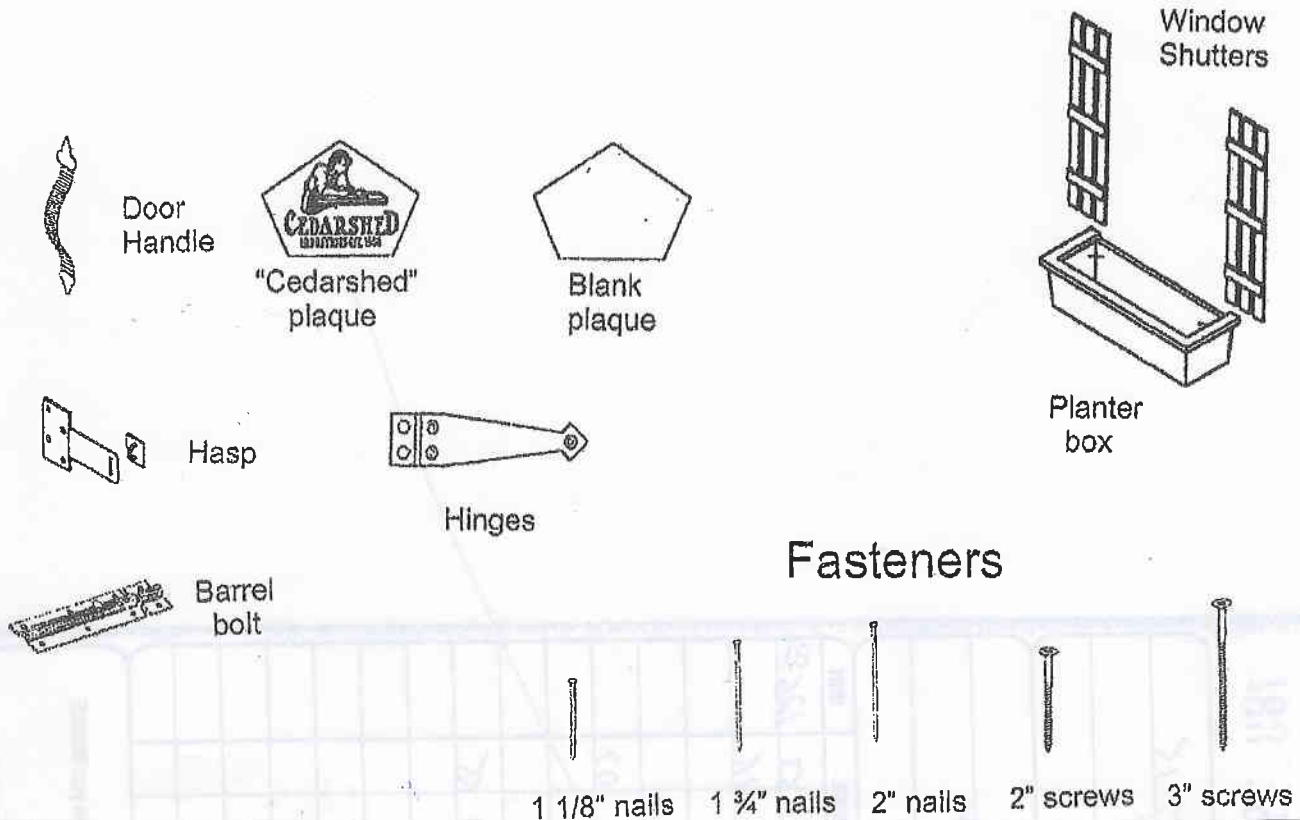 Window
Shutters
Door
Handle
CEDARSHED
"Cedarshed"
plaque
Blank
plaque
Planter
box
Hasp
Hinges
Fasteners
Barrel
bolt
1 1/8" nails
1 ¾" nails
2" nails
2" screws
3" screws